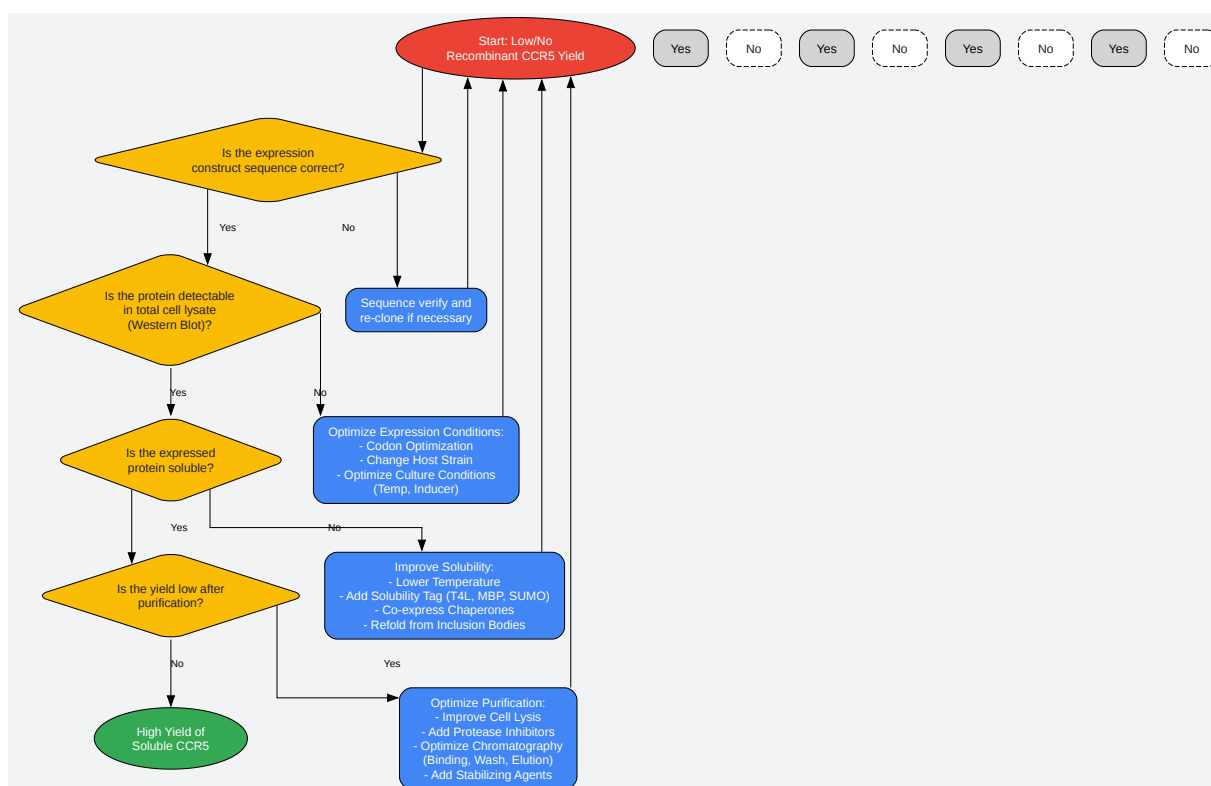 Start: Low/No
Recombinant CCR5 Yield
Yes
No
Yes
No
Yes
No
Yes
No
Is the expression
construct sequence correct?
Yes
No
Is the protein detectable
in total cell lysate
(Western Blot)?
Sequence verify and
re-clone if necessary
Yes
No
Is the expressed
protein soluble?
Optimize Expression Conditions:
- Codon Optimization
- Change Host Strain
- Optimize Culture Conditions
(Temp, Inducer)
Yes
No
Is the yield low after
purification?
Improve Solubility:
- Lower Temperature
- Add Solubility Tag (T4L, MBP, SUMO)
- Co-express Chaperones
- Refold from Inclusion Bodies
No
Yes
High Yield of
Soluble CCR5
Optimize Purification:
- Improve Cell Lysis
- Add Protease Inhibitors
- Optimize Chromatography
(Binding, Wash, Elution)
- Add Stabilizing Agents